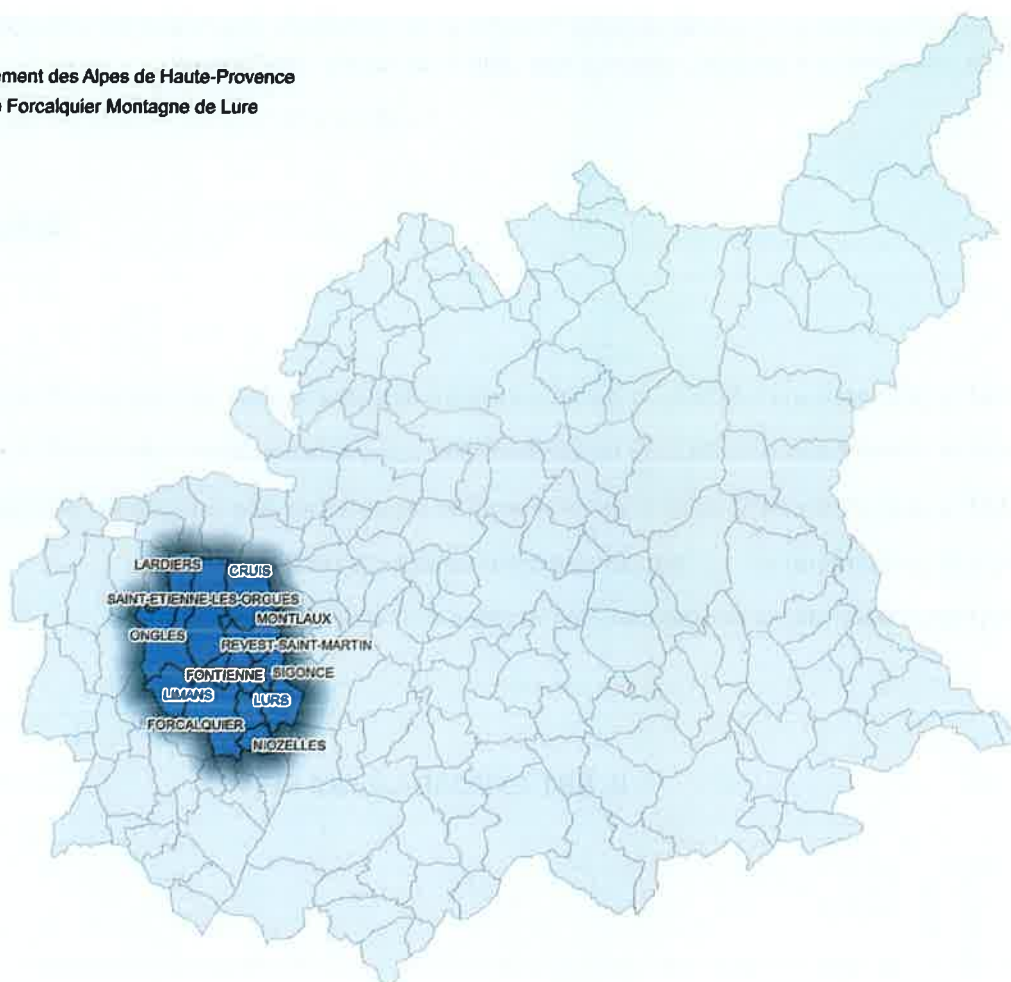 ement des Alpes de Haute-Provence
Forcalquier Montagne de Lure
LARDIERS
CRUIS
SAINT-ETIENNE-LES-ORGUES
MONTLAUX
ONGLES
REVEST-SAINT-MARTIN
FONTIENNE
SIGONCE
LIMANS
LURS
FORCALQUIER
NIOZELLES